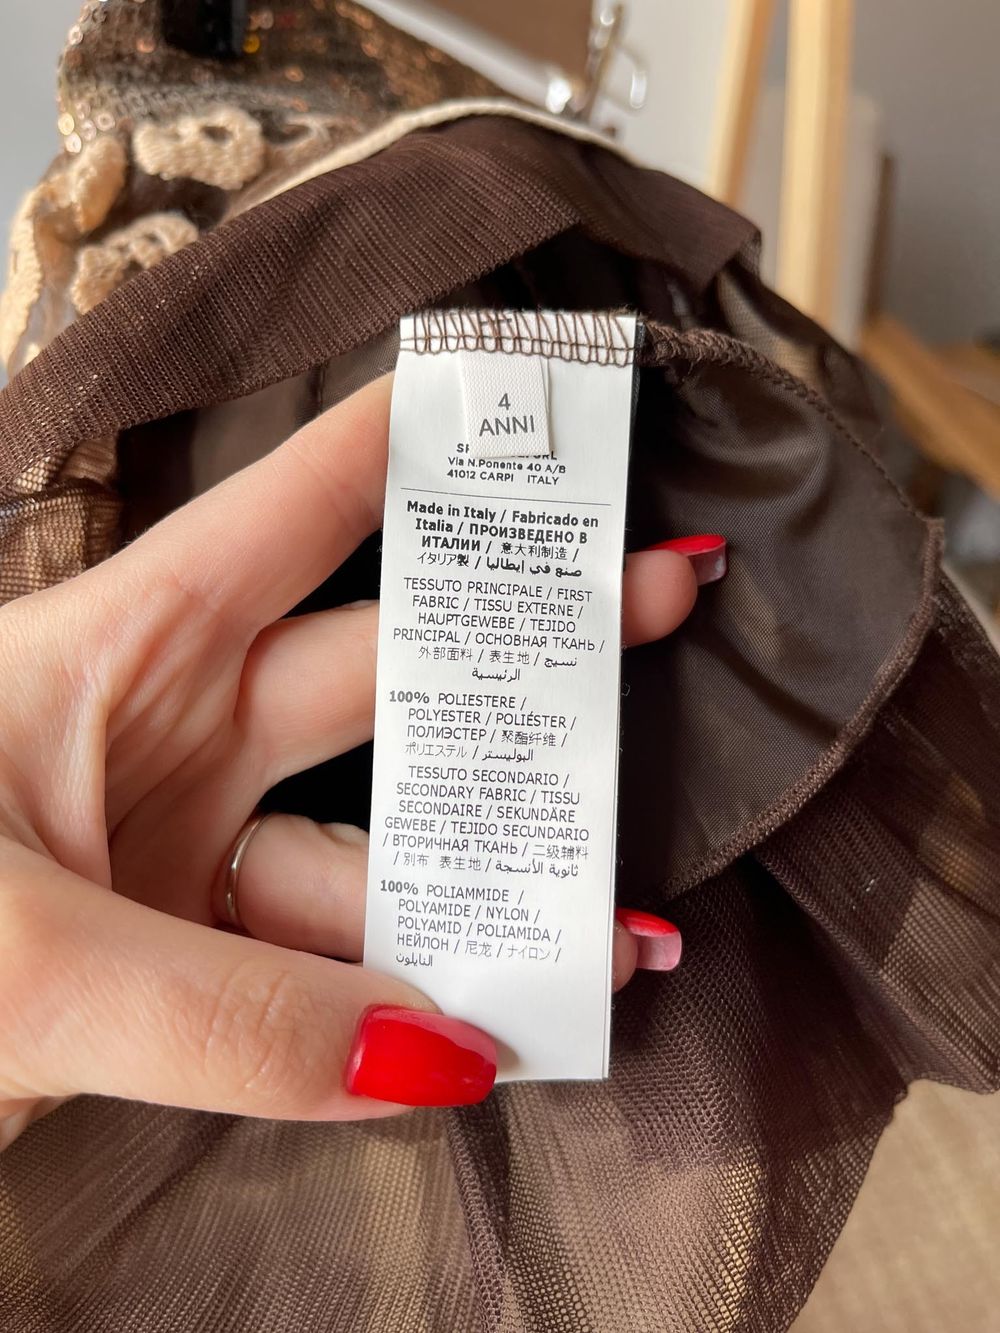 4
ANNI
Via N.Ponente 40 A/B
41012 CARPI ITALY
Made in Italy / Fabricado en
Italia / ПРОИЗВЕДЕНО В
ИТАЛИИ / 意大利制造 /
イタリア製 / صنع في إيطاليا
TESSUTO PRINCIPALE / FIRST
FABRIC / TISSU EXTERNE /
HAUPTGEWEBE / TEJIDO
PRINCIPAL / ОСНОВНАЯ ТКАНЬ /
外部面料 / 表生地 / نسيج
الرئيسية
100% POLIESTERE /
POLYESTER / POLIÉSTER /
ПОЛИЭСТЕР / 聚酯纤维 /
ポリエステル / البوليستر
TESSUTO SECONDARIO /
SECONDARY FABRIC / TISSU
SECONDAIRE / SEKUNDÄRE
GEWEBE / TEJIDO SECUNDARIO
/ ВТОРИЧНАЯ ТКАНЬ / 二级辅料
/ 別布 表生地 / ثانوية الأنسجة
100% POLIAMMIDE /
POLYAMIDE / NYLON /
POLYAMID / POLIAMIDA /
НЕЙЛОН / 尼龙 / ナイロン /
النايلون